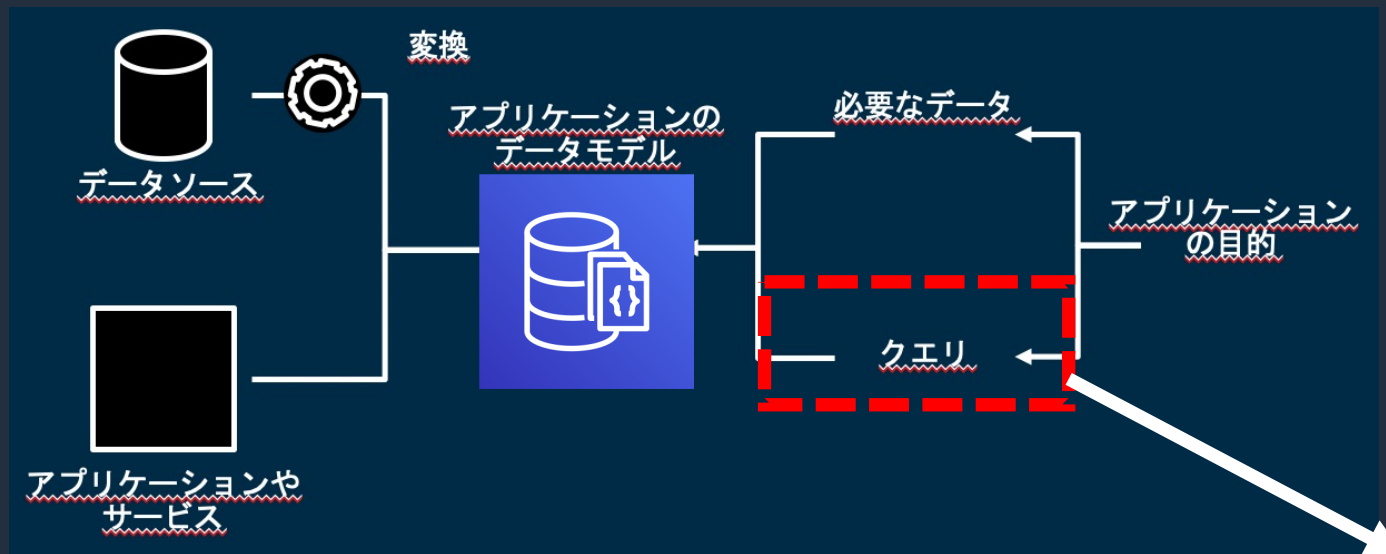 変換
データソース
アプリケーションの
データモデル
必要なデータ
アプリケーション
の目的
クエリ
アプリケーションや
サービス
{}